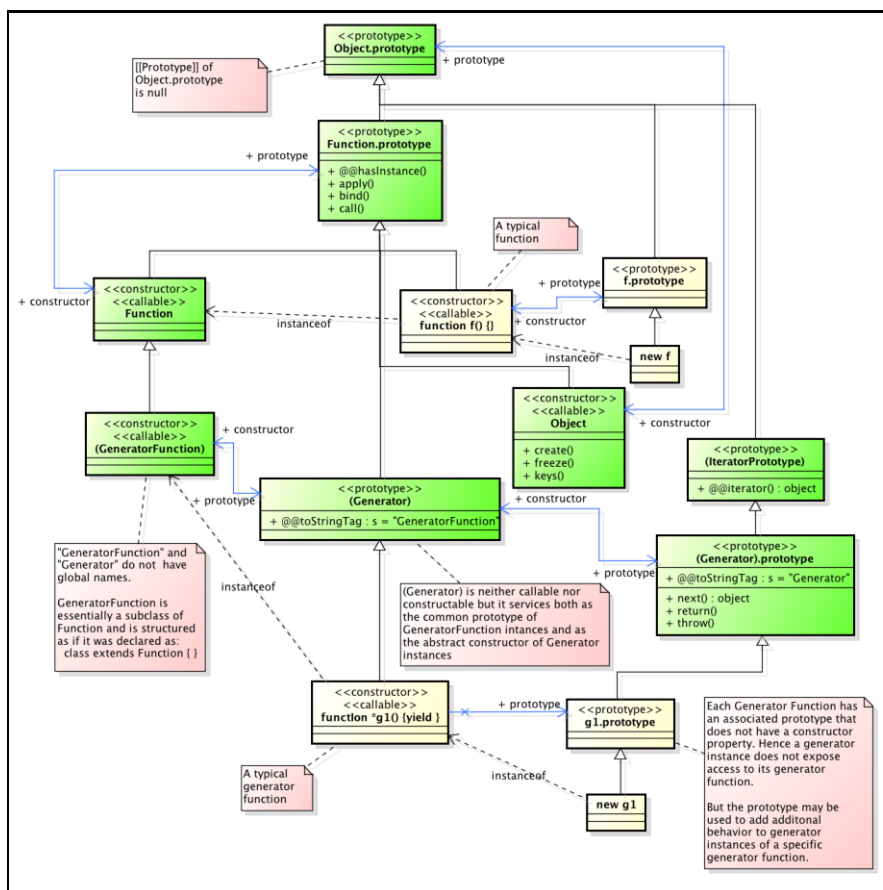 <<prototype>>
Object.prototype
+ prototype
[[Prototype]] of
Object.prototype
is null
<<prototype>>
Function.prototype
+ @@hasInstance()
+ apply()
+ bind()
+ call()
+ prototype
A typical
function
<<constructor>>
<<callable>>
Function
+ constructor
instanceof
<<constructor>>
<<callable>>
function f() {}
+ prototype
+ constructor
<<prototype>>
f.prototype
instanceof
new f
<<constructor>>
<<callable>>
Object
+ create()
+ freeze()
+ keys()
+ constructor
<<constructor>>
<<callable>>
(GeneratorFunction)
+ constructor
+ prototype
<<prototype>>
(Generator)
+ @@toStringTag : s = "GeneratorFunction"
+ constructor
<<prototype>>
(IteratorPrototype)
+ @@iterator() : object
<<prototype>>
(Generator).prototype
+ @@toStringTag : s = "Generator"
+ next() : object
+ return()
+ throw()
+ prototype
"GeneratorFunction" and
"Generator" do not have
global names.
GeneratorFunction is
essentially a subclass of
Function and is structured
as if it was declared as:
class extends Function { }
instanceof
(Generator) is neither callable nor
constructable but it services both as
the common prototype of
GeneratorFunction intances and as
the abstract constructor of Generator
instances
<<constructor>>
<<callable>>
function *g1() {yield }
+ prototype
<<prototype>>
g1.prototype
Each Generator Function has
an associated prototype that
does not have a constructor
property. Hence a generator
instance does not expose
access to its generator
function.
But the prototype may be
used to add additonal
behavior to generator
instances of a specific
generator function.
A typical
generator
function
instanceof
new g1